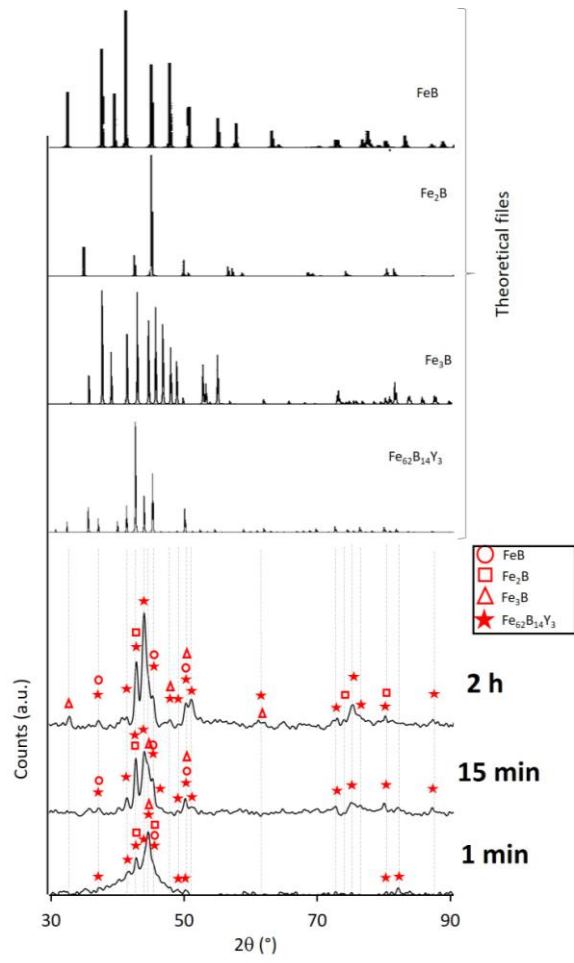 FeB
Fe₂B
Fe₃B
Fe₆₂B₁₄Y₃
Theoretical files
FeB
Fe₂B
Fe₃B
Fe₆₂B₁₄Y₃
2 h
15 min
1 min
Counts (a.u.)
30 50 70 90
2θ (°)